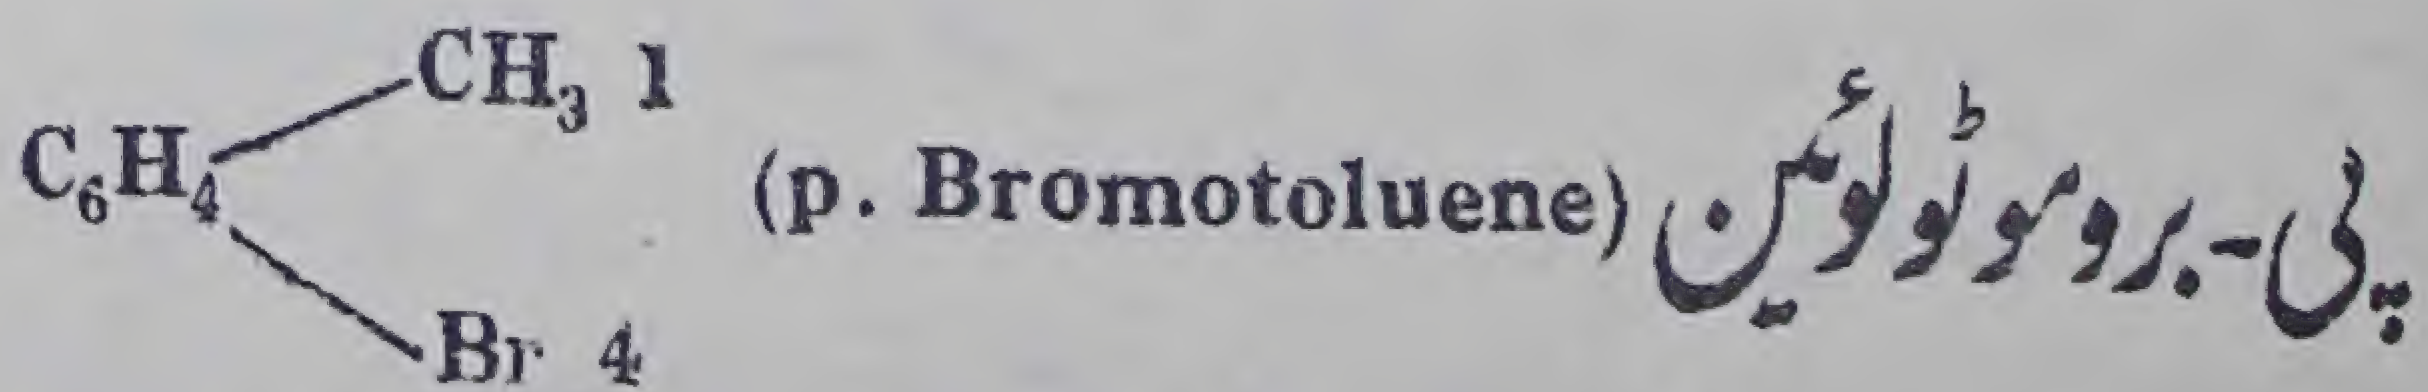 CH₃ 1
C₆H₄ پی - بروموٹولوئین (p. Bromotoluene)
Br 4